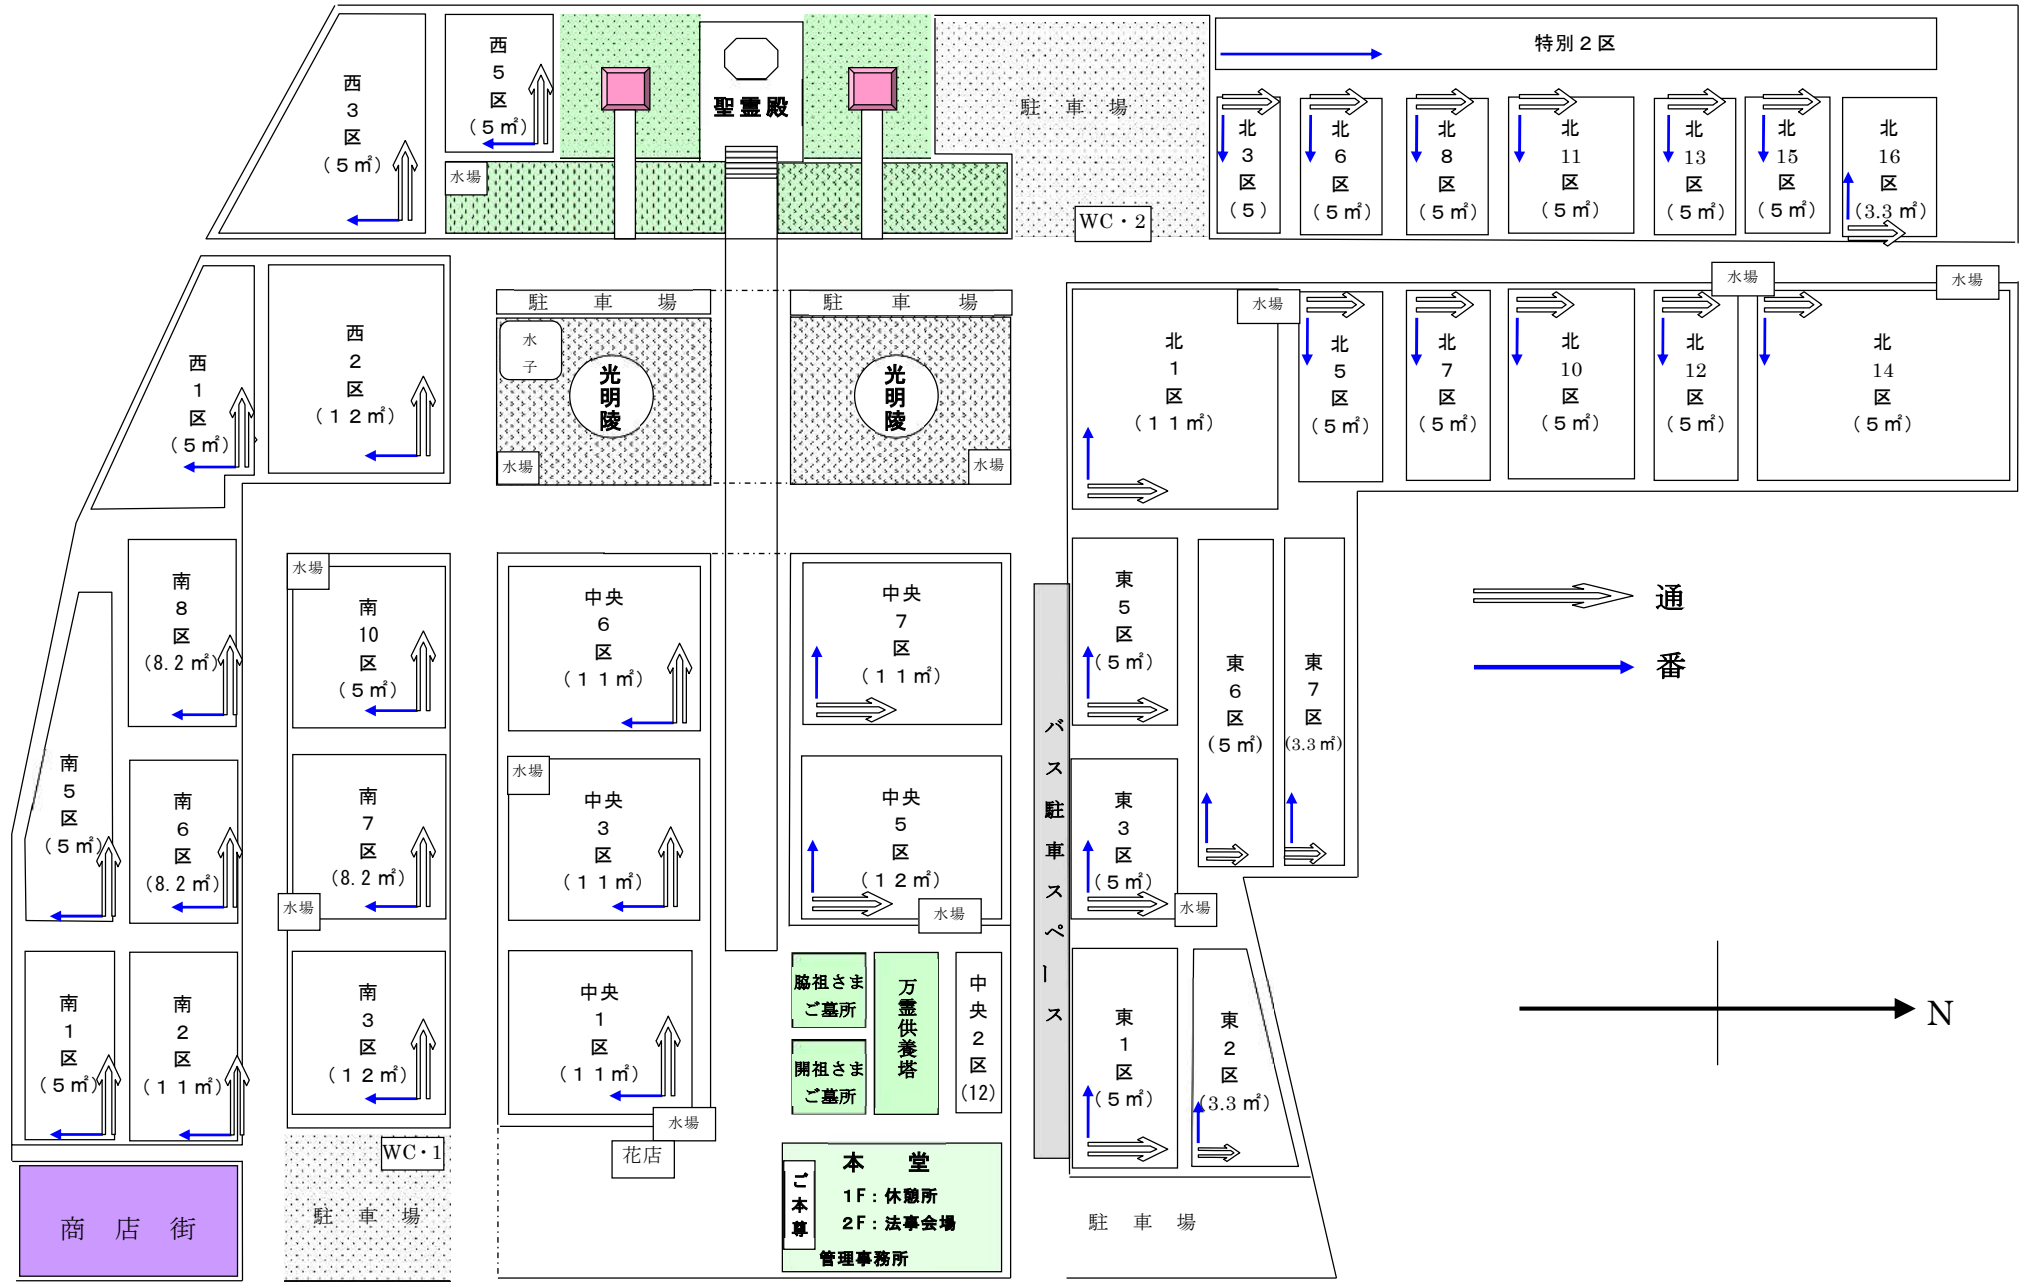 特別２区
西
３
区
（５㎡）
西
５
区
（５㎡）
水場
聖霊殿
駐　車　場
WC・2
北
３
区
（５）
北
６
区
（５㎡）
北
８
区
（５㎡）
北
11
区
（５㎡）
北
13
区
（５㎡）
北
15
区
（５㎡）
北
16
区
（3.3 ㎡）
西
１
区
（５㎡）
西
２
区
（１２㎡）
駐　車　場
水
子
光明陵
水場
駐　車　場
光明陵
水場
北
１
区
（１１㎡）
水場
北
５
区
（５㎡）
北
７
区
（５㎡）
北
10
区
（５㎡）
水場
北
12
区
（５㎡）
水場
北
14
区
（５㎡）
南
８
区
（8.2 ㎡）
水場
南
10
区
（５㎡）
中央
６
区
（１１㎡）
中央
７
区
（１１㎡）
東
５
区
（５㎡）
東
６
区
（５㎡）
東
７
区
（3.3 ㎡）
通
番
南
５
区
（５㎡）
南
６
区
（8.2 ㎡）
南
７
区
（8.2 ㎡）
水場
水場
中央
３
区
（１１㎡）
中央
５
区
（１２㎡）
水場
バス駐車スペース
東
３
区
（５㎡）
水場
南
１
区
（５㎡）
南
２
区
（１１㎡）
南
３
区
（１２㎡）
中央
１
区
（１１㎡）
水場
脇祖さま
ご墓所
開祖さま
ご墓所
万霊供養塔
中
央
２
区
(12)
東
１
区
（５㎡）
東
２
区
（3.3 ㎡）
N
商　店　街
WC・1
駐　車　場
花店
本　堂
ご本尊
１F：休憩所
２F：法事会場
管理事務所
駐　車　場